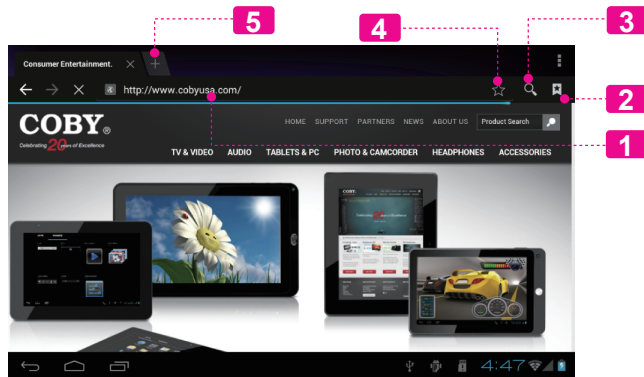 5
4
3
Consumer Entertainment.
http://www.cobyusa.com/
2
COBY®
Celebrating 20 years of Excellence
HOME SUPPORT PARTNERS NEWS ABOUT US Product Search
1
TV & VIDEO AUDIO TABLETS & PC PHOTO & CAMCORDER HEADPHONES ACCESSORIES
COBY
4:47